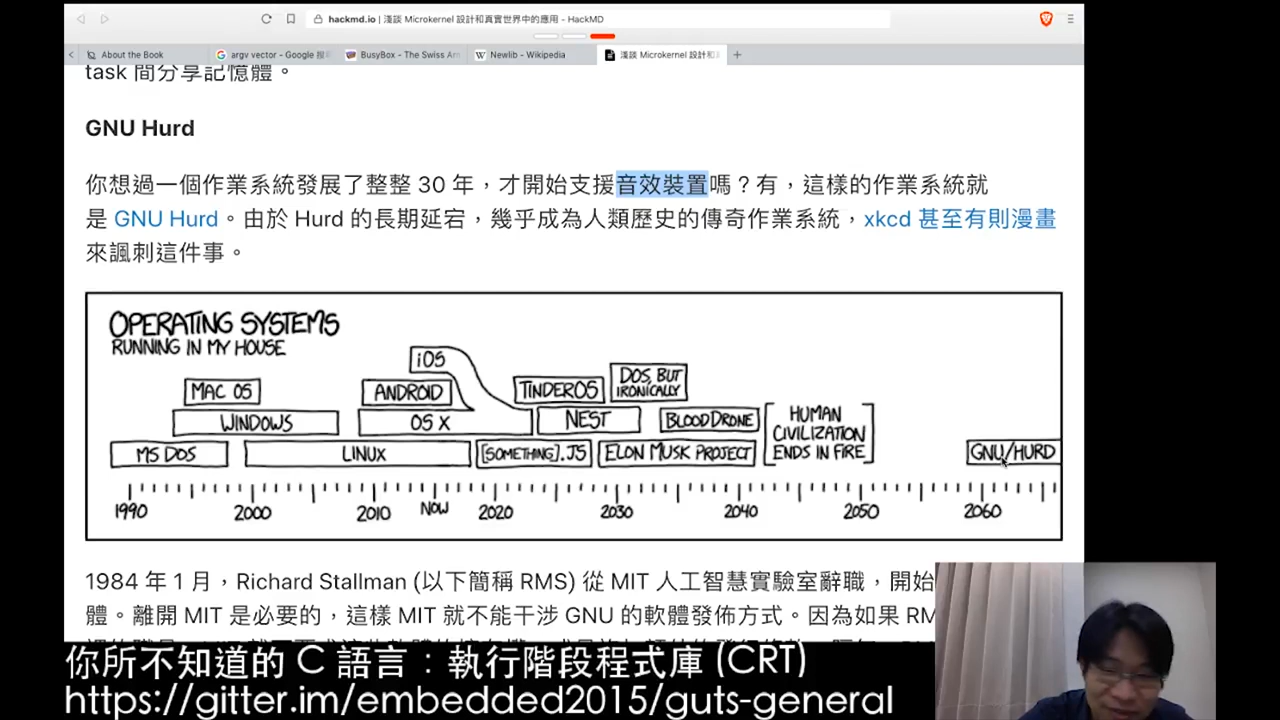 hackmd.io | 淺談 Microkernel 設計和真實世界中的應用 - HackMD
About the Book
argv vector - Google
BusyBox - The Swiss Arm
Newlib - Wikipedia
淺談 Microkernel 設計和
task 間分享記憶體。
GNU Hurd
你想過一個作業系統發展了整整 30 年，才開始支援音效裝置嗎？有，這樣的作業系統就
是 GNU Hurd。由於 Hurd 的長期延宕，幾乎成為人類歷史的傳奇作業系統，xkcd 甚至有則漫畫
來諷刺這件事。
OPERATING SYSTEMS
RUNNING IN MY HOUSE
iOS
MAC OS
ANDROID
TINDEROS
DOS, BUT
IRONICALLY
WINDOWS
OS X
NEST
BLOOD DRONE
MS DOS
LINUX
[SOMETHING].JS
ELON MUSK PROJECT
HUMAN
CIVILIZATION
ENDS IN FIRE
GNU/HURD
1990 2000 2010 NOW 2020 2030 2040 2050 2060
1984 年 1 月，Richard Stallman (以下簡稱 RMS) 從 MIT 人工智慧實驗室辭職，開始
體。離開 MIT 是必要的，這樣 MIT 就不能干涉 GNU 的軟體發佈方式。因為如果 RM
你所不知道的 C 語言：執行階段程式庫 (CRT)
https://gitter.im/embedded2015/guts-general